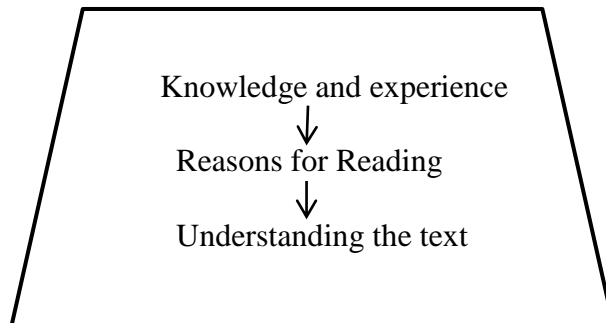 Knowledge and experience
Reasons for Reading
Understanding the text